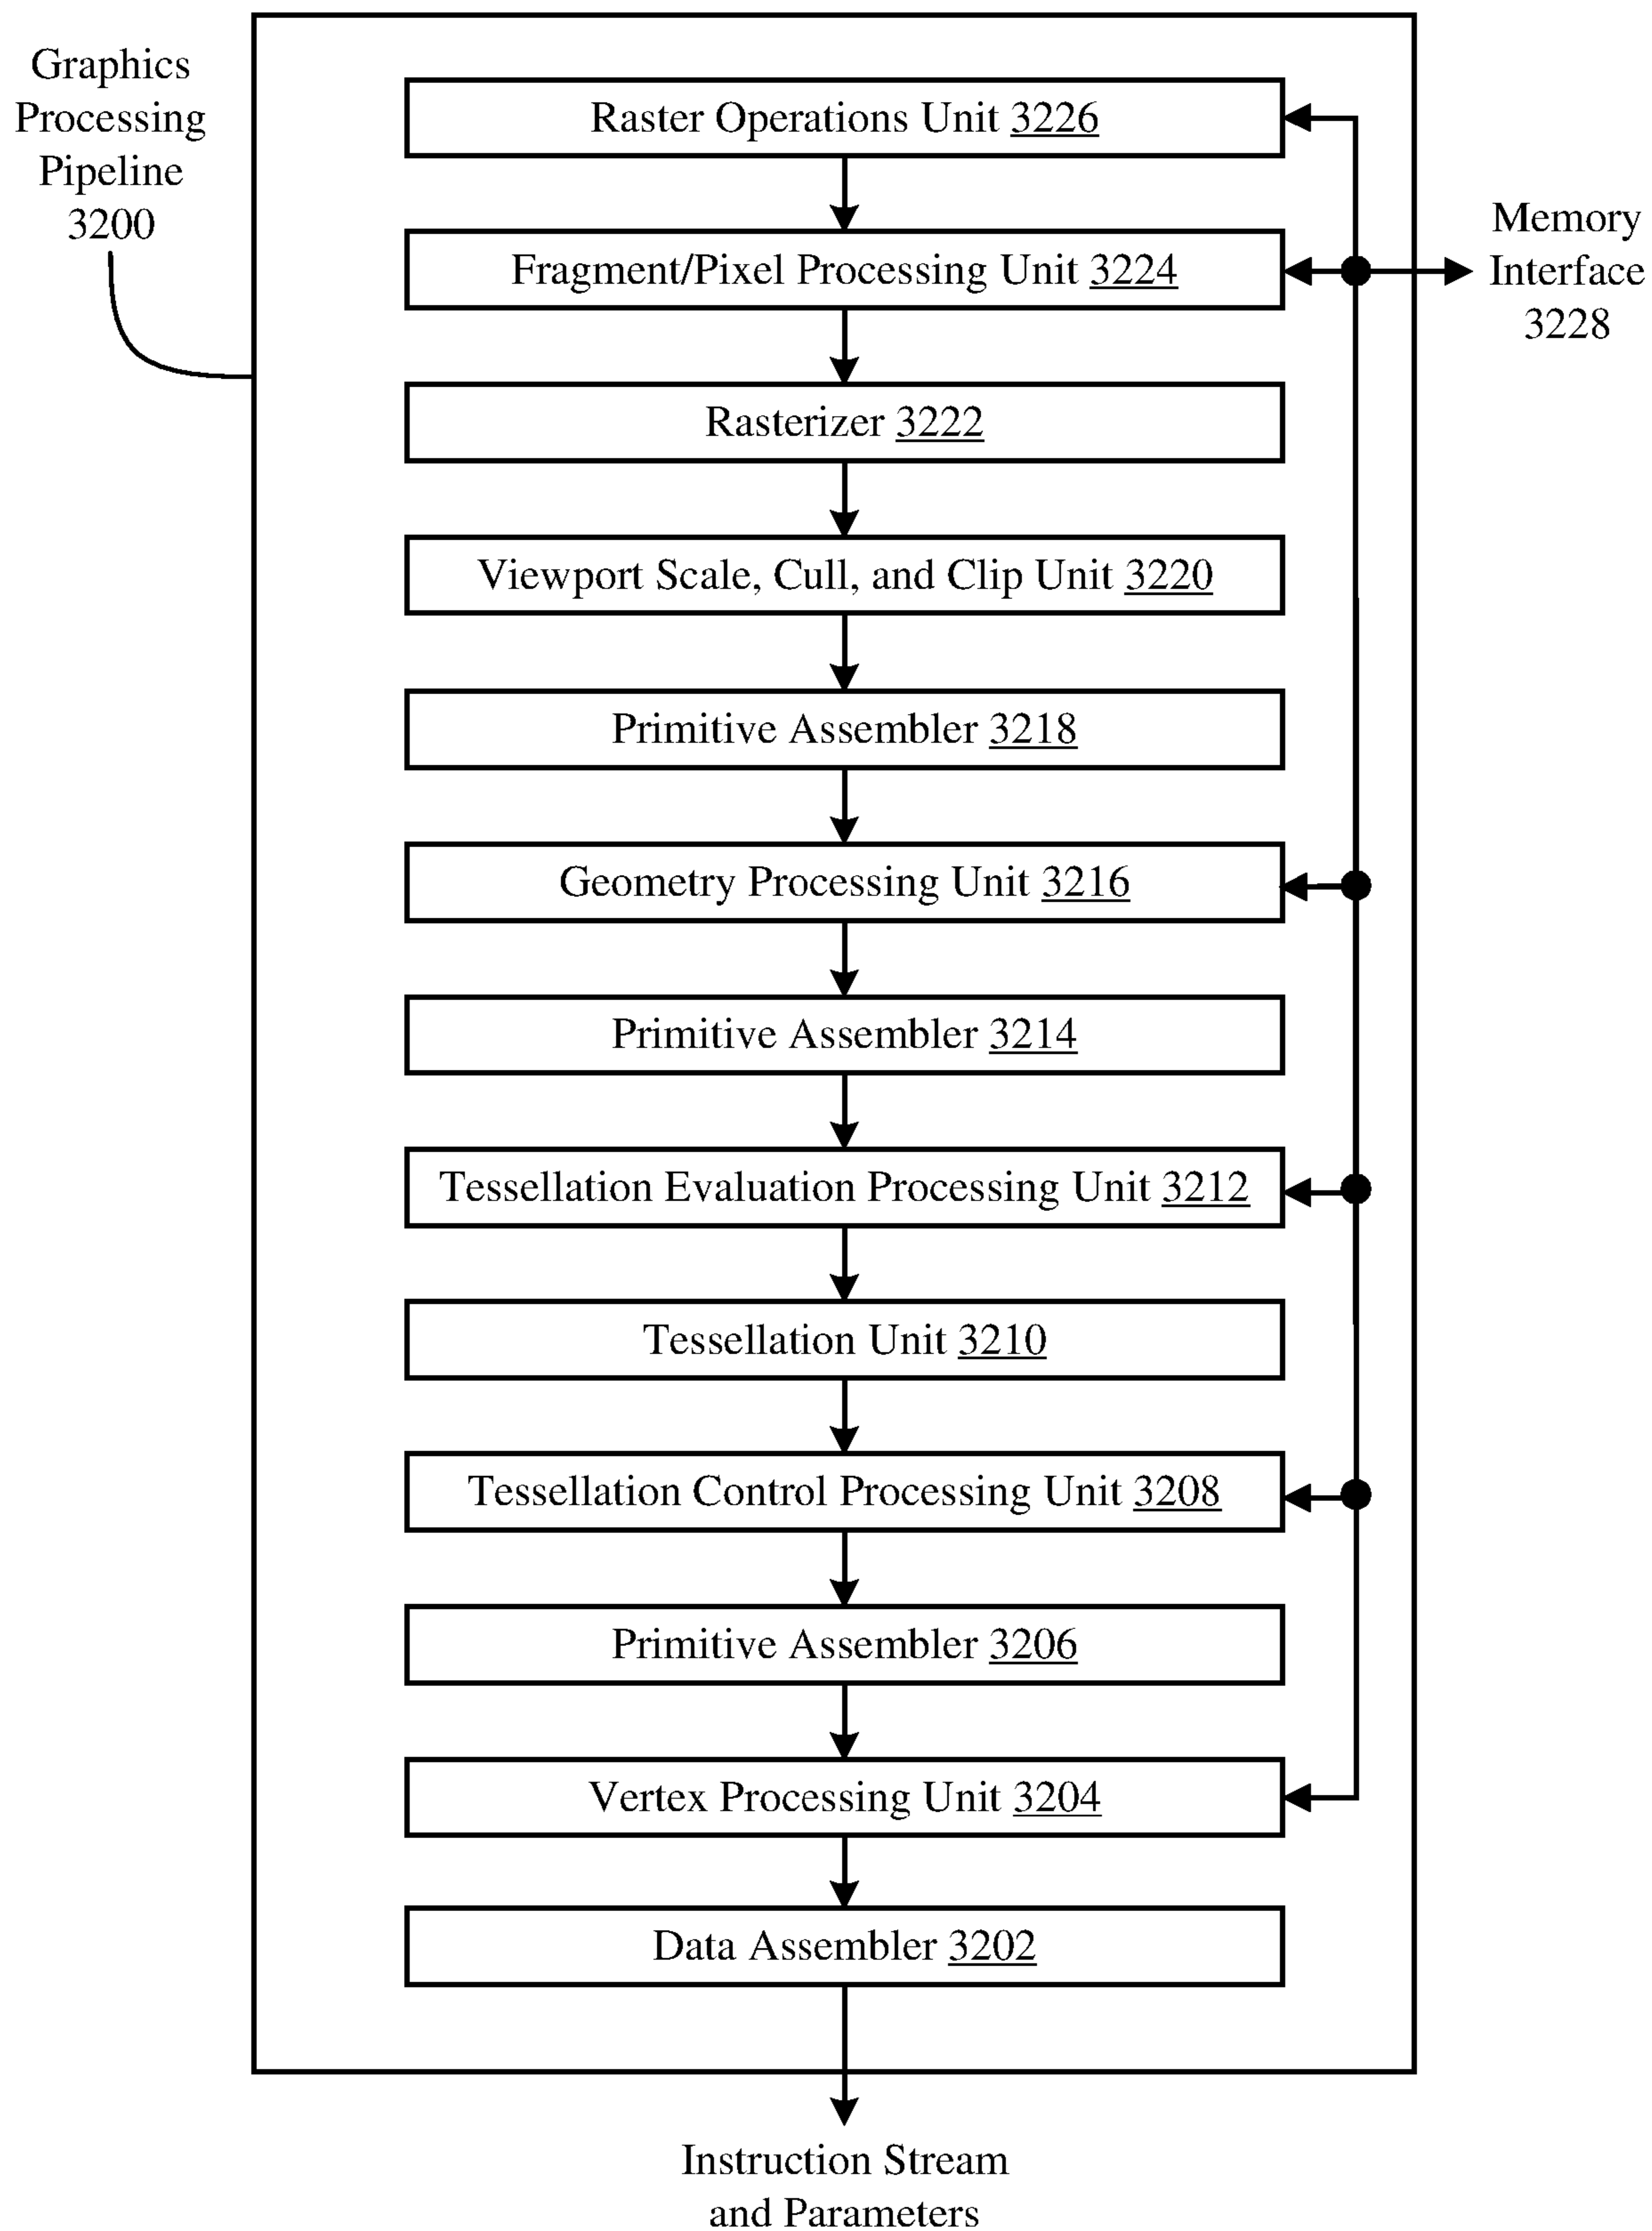 Graphics
Processing
Pipeline
3200
Raster Operations Unit 3226
Fragment/Pixel Processing Unit 3224
Memory
Interface
3228
Rasterizer 3222
Viewport Scale, Cull, and Clip Unit 3220
Primitive Assembler 3218
Geometry Processing Unit 3216
Primitive Assembler 3214
Tessellation Evaluation Processing Unit 3212
Tessellation Unit 3210
Tessellation Control Processing Unit 3208
Primitive Assembler 3206
Vertex Processing Unit 3204
Data Assembler 3202
Instruction Stream
and Parameters